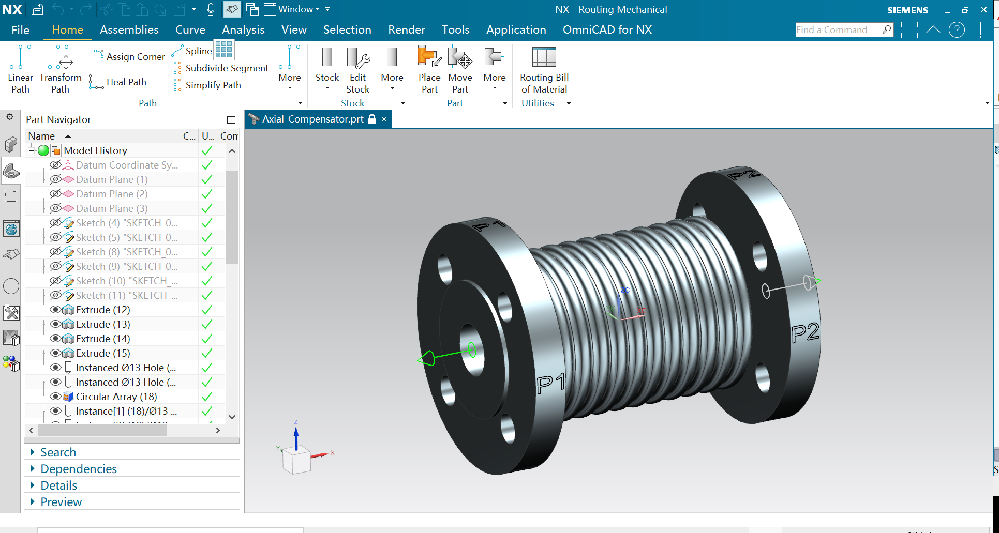 NX
Window
NX - Routing Mechanical
SIEMENS
File
Home
Assemblies
Curve
Analysis
View
Selection
Render
Tools
Application
OmniCAD for NX
Find a Command
?
Linear Path
Transform Path
Assign Corner
Heal Path
Spline
Subdivide Segment
Simplify Path
More
Path
Stock
Edit Stock
More
Stock
Place Part
Move Part
More
Part
Routing Bill of Material
Utilities
Part Navigator
Axial_Compensator.prt
Name
C...
U...
Com
Model History
Datum Coordinate Sy...
Datum Plane (1)
Datum Plane (2)
Datum Plane (3)
Sketch (4) "SKETCH_0...
Sketch (5) "SKETCH_0...
Sketch (8) "SKETCH_0...
Sketch (9) "SKETCH_0...
Sketch (10) "SKETCH_...
Sketch (11) "SKETCH_...
Extrude (12)
Extrude (13)
Extrude (14)
Extrude (15)
Instanced Ø13 Hole (...
Instanced Ø13 Hole (...
Circular Array (18)
Instance[1] (18)/Ø13 ...
Search
Dependencies
Details
Preview
P2
P1
ZC
YC
XC
P2
P1
Z
Y
X